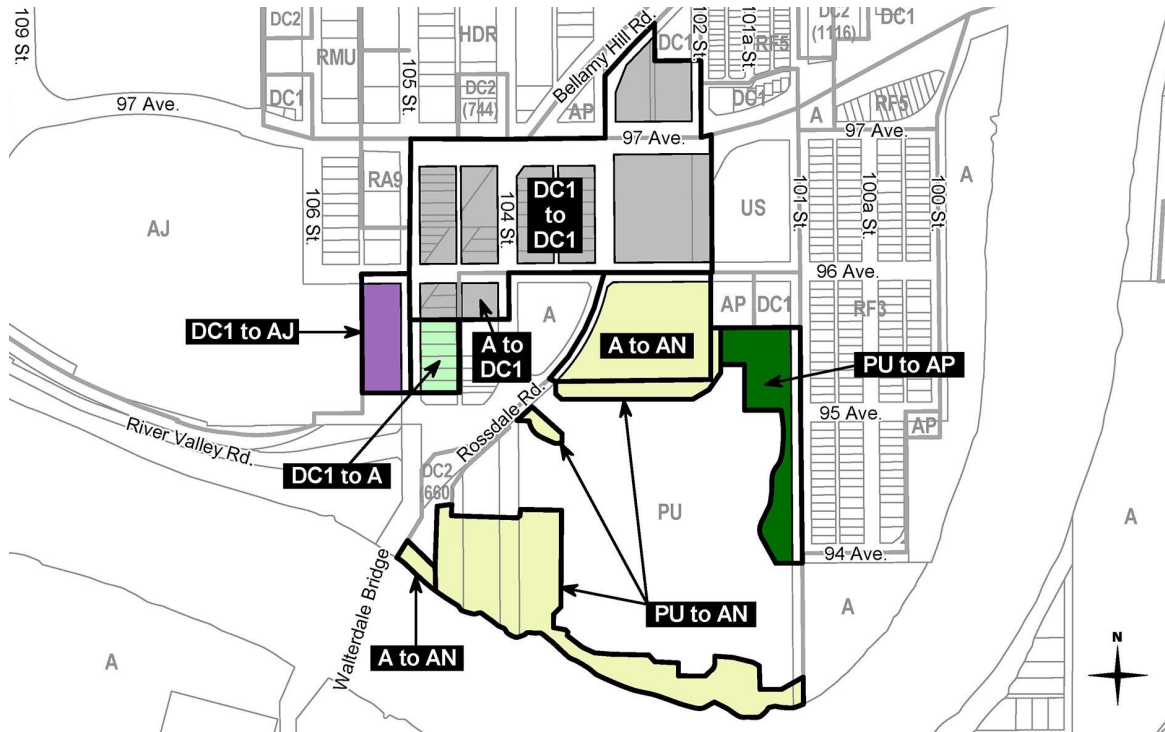 109 St.
DC2
RMU
105 St.
HDR
Bellamy Hill Rd.
DC1
102 St.
101a St.
RF5
DC2
(1116)
DC1
DC1
97 Ave.
DC2
(744)
AP
DC1
A
RF5
97 Ave.
97 Ave.
A
RA9
106 St.
104 St.
DC1
to
DC1
US
101 St.
100a St.
100 St.
AJ
96 Ave.
AP
DC1
RF3
DC1 to AJ
A
A to
DC1
A to AN
PU to AP
95 Ave.
AP
River Valley Rd.
Rossdale Rd.
DC1 to A
DC2
660
PU
A
94 Ave.
Walterdale Bridge
PU to AN
A
A to AN
A
N